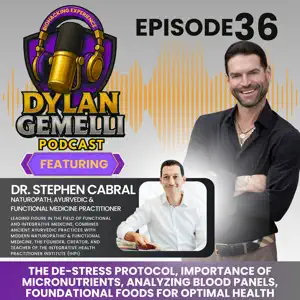 BIOHACKING EXPERIENCE
EPISODE 36
DYLAN
GEMELLI
PODCAST
FEATURING
DR. STEPHEN CABRAL
NATUROPATH, AYURVEDIC &
FUNCTIONAL MEDICINE PRACTITIONER
LEADING FIGURE IN THE FIELD OF FUNCTIONAL
AND INTEGRATIVE MEDICINE, COMBINES
ANCIENT AYURVEDIC PRACTICES WITH
MODERN NATUROPATHIC & FUNCTIONAL
MEDICINE, THE FOUNDER, CREATOR, AND
TEACHER OF THE INTEGRATIVE HEALTH
PRACTITIONER INSTITUTE (IHPI)
THE DE-STRESS PROTOCOL, IMPORTANCE OF
MICRONUTRIENTS, ANALYZING BLOOD PANELS,
FOUNDATIONAL FOODS FOR OPTIMAL HEALTH